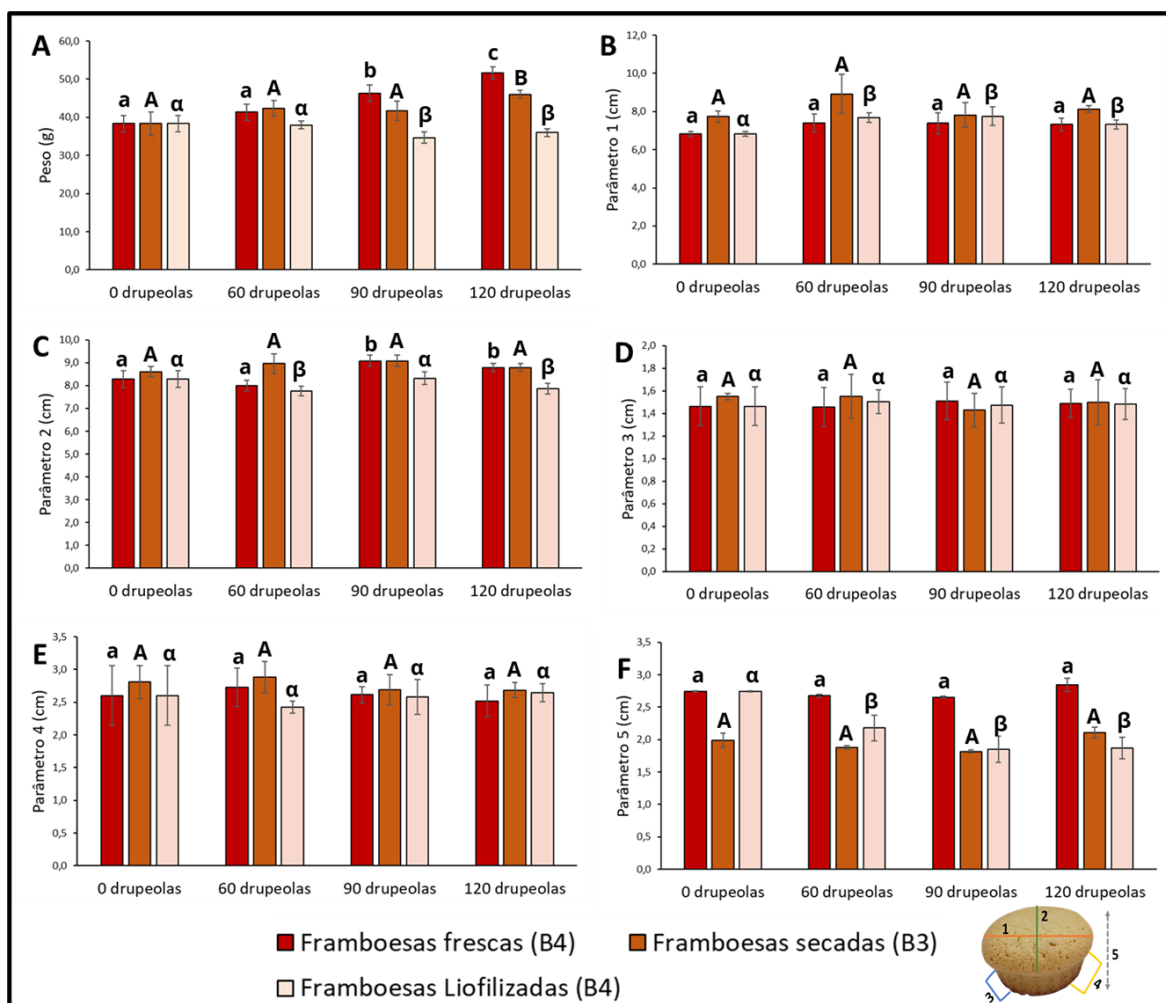 A
Peso (g)
60,0
50,0
40,0
30,0
20,0
10,0
0,0
a A α
a A α
b A β
c B β
0 drupeolas 60 drupeolas 90 drupeolas 120 drupeolas
B
Parâmetro 1 (cm)
12,0
10,0
8,0
6,0
4,0
2,0
0,0
a A α
a A β
a A β
a A β
0 drupeolas 60 drupeolas 90 drupeolas 120 drupeolas
C
Parâmetro 2 (cm)
10,0
9,0
8,0
7,0
6,0
5,0
4,0
3,0
2,0
1,0
0,0
a A α
a A β
b A α
b A β
0 drupeolas 60 drupeolas 90 drupeolas 120 drupeolas
D
Parâmetro 3 (cm)
2,0
1,8
1,6
1,4
1,2
1,0
0,8
0,6
0,4
0,2
0,0
a A α
a A α
a A α
a A α
0 drupeolas 60 drupeolas 90 drupeolas 120 drupeolas
E
Parâmetro 4 (cm)
3,5
3,0
2,5
2,0
1,5
1,0
0,5
0,0
a A α
a A α
a A α
a A α
0 drupeolas 60 drupeolas 90 drupeolas 120 drupeolas
F
Parâmetro 5 (cm)
3,5
3,0
2,5
2,0
1,5
1,0
0,5
0,0
a A α
a A β
a A β
a A β
0 drupeolas 60 drupeolas 90 drupeolas 120 drupeolas
Framboesas frescas (B4) Framboesas secadas (B3)
Framboesas Liofilizadas (B4)
1 2 3 4 5